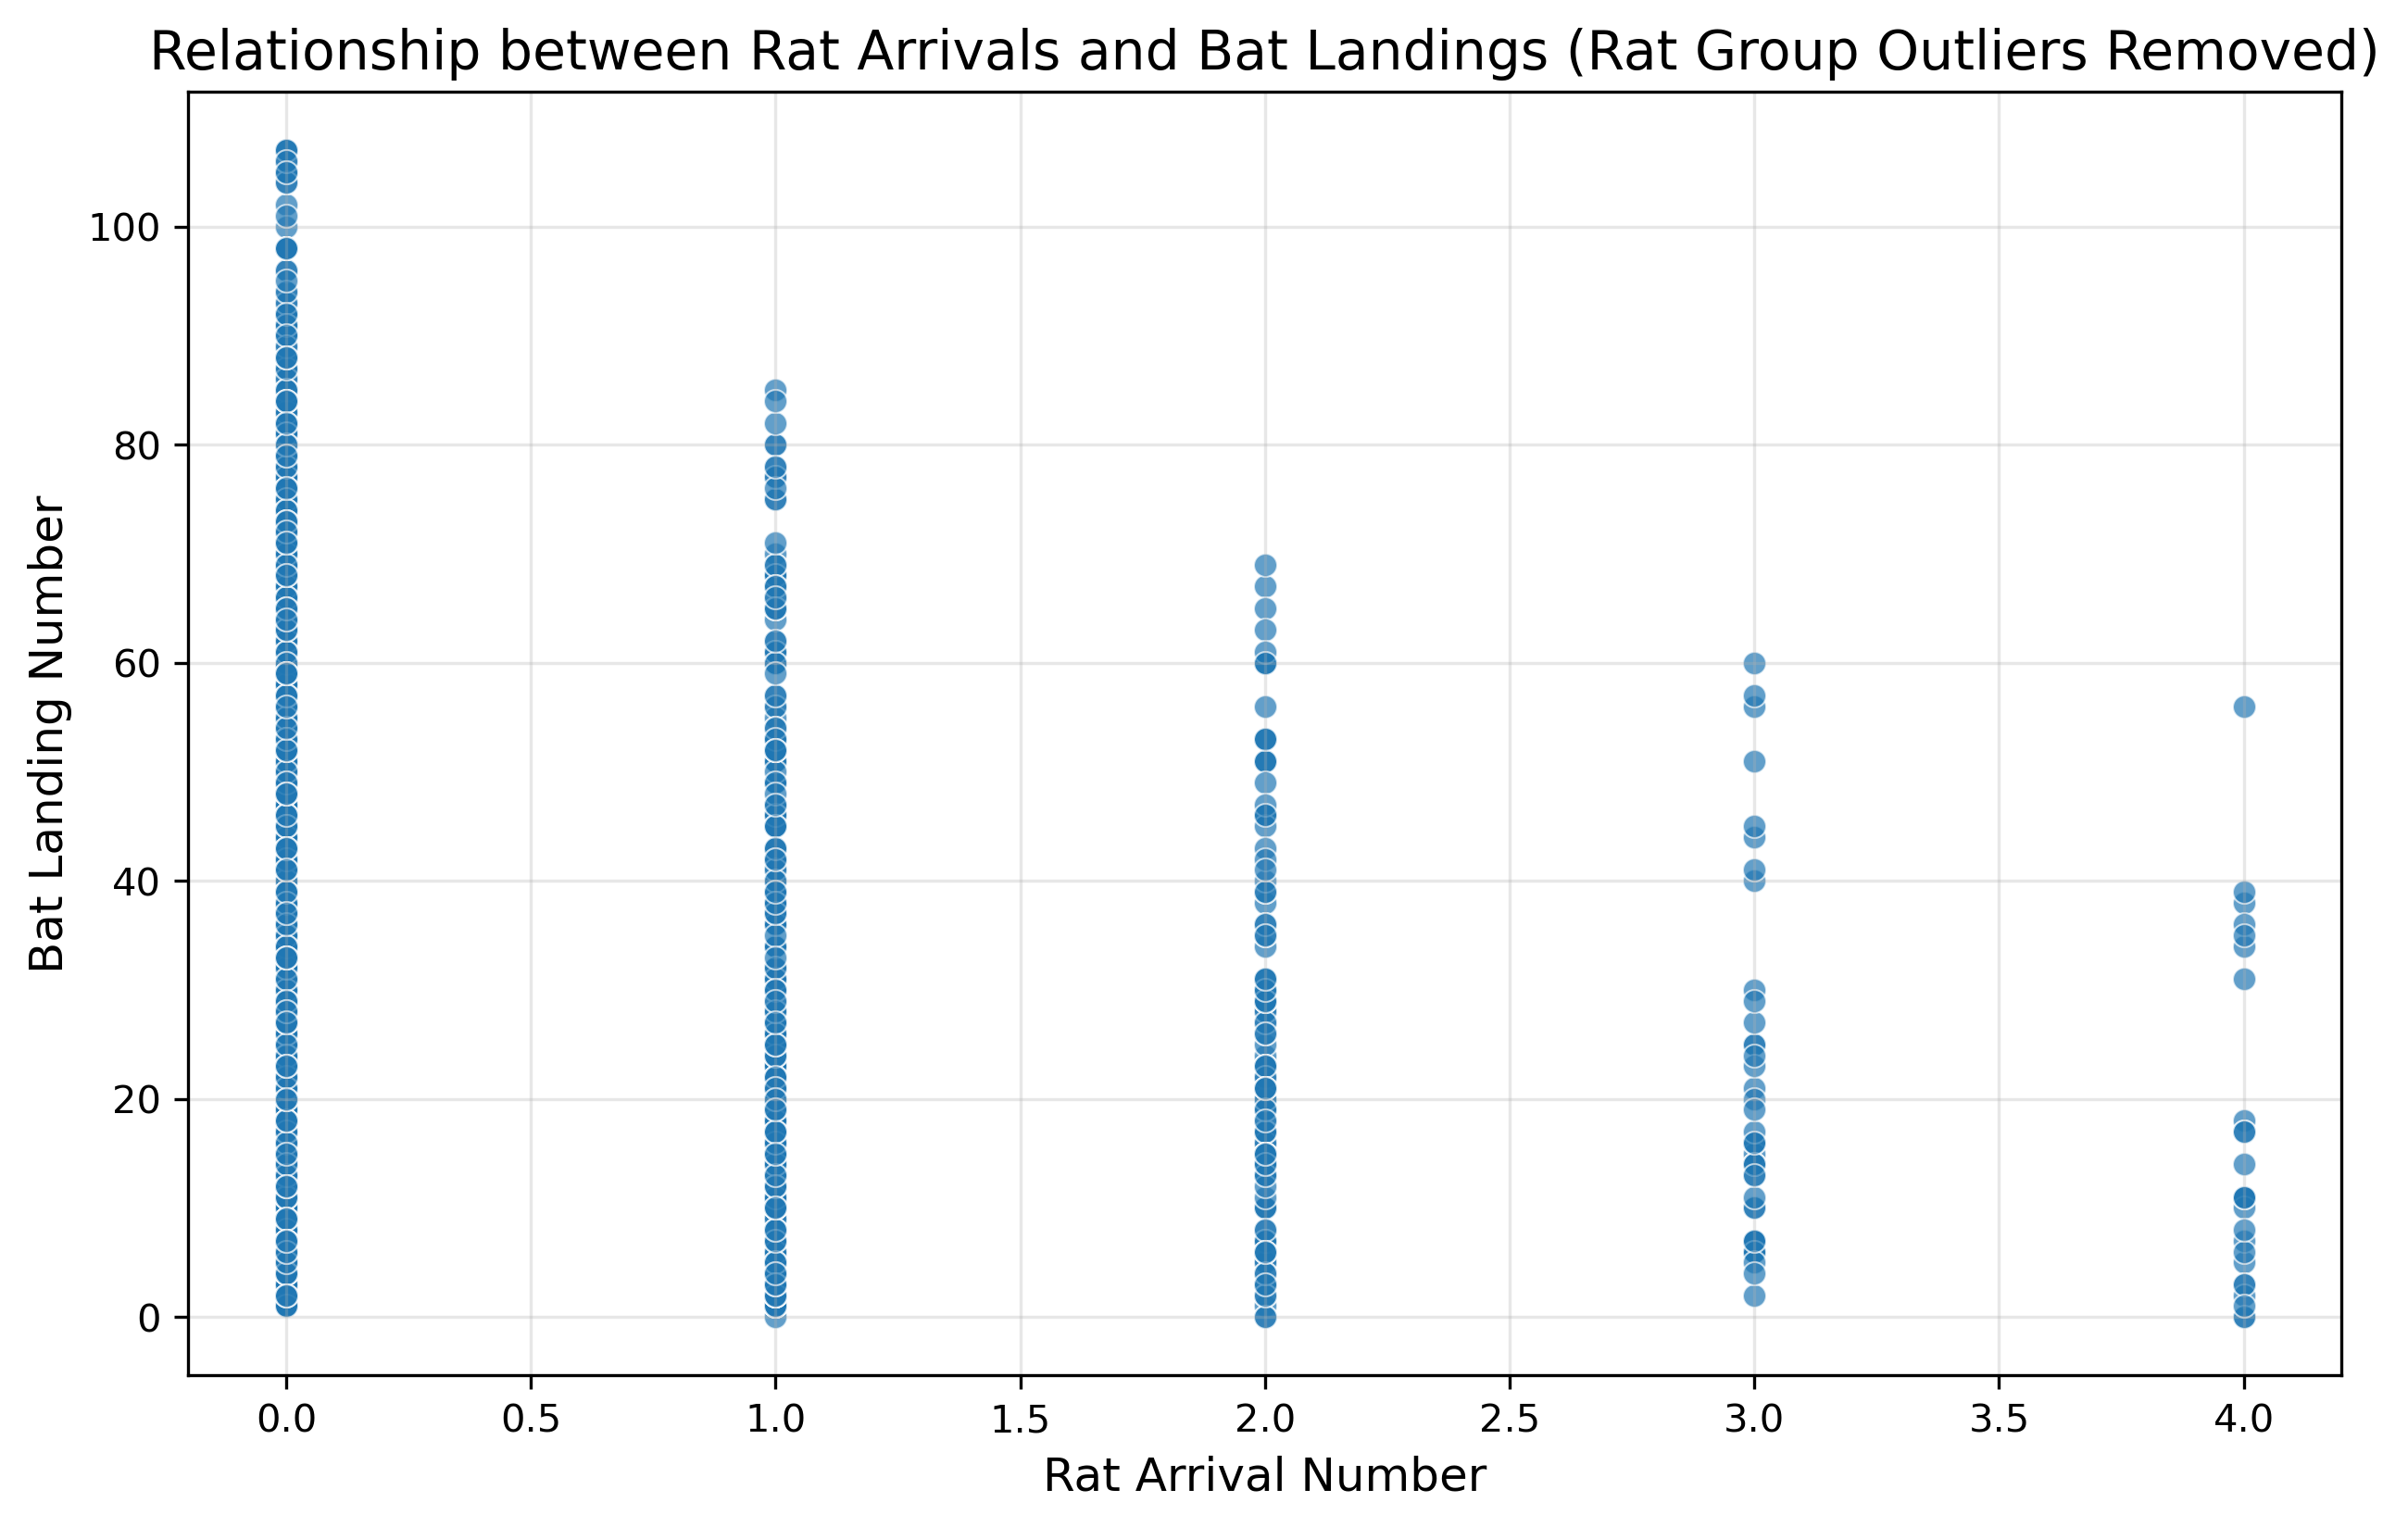 Relationship between Rat Arrivals and Bat Landings (Rat Group Outliers Removed)
Bat Landing Number
100
80
60
40
20
0
0.0 0.5 1.0 1.5 2.0 2.5 3.0 3.5 4.0
Rat Arrival Number